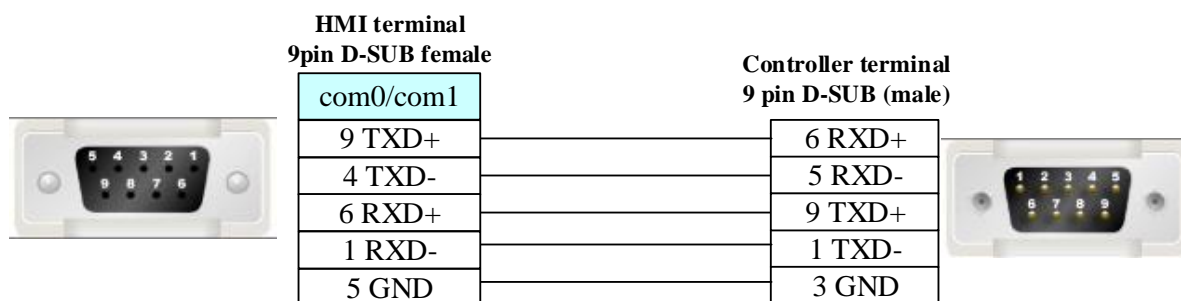 HMI terminal
9pin D-SUB female
com0/com1
9 TXD+
4 TXD-
6 RXD+
1 RXD-
5 GND
Controller terminal
9 pin D-SUB (male)
6 RXD+
5 RXD-
9 TXD+
1 TXD-
3 GND
5 4 3 2 1
9 8 7 6
1 2 3 4 5
6 7 8 9